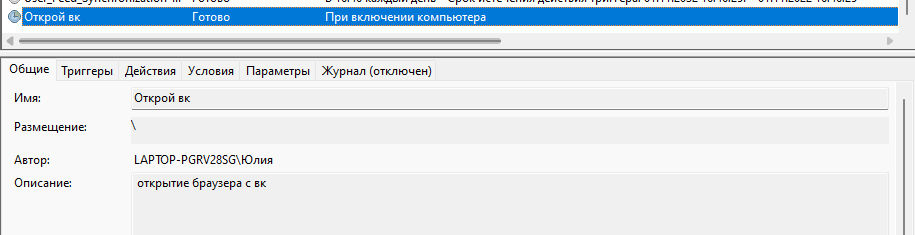 Готово
Открой вк Готово При включении компьютера
Общие Триггеры Действия Условия Параметры Журнал (отключен)
Имя: Открой вк
Размещение: \
Автор: LAPTOP-PGRV28SG\Юлия
Описание: открытие браузера с вк